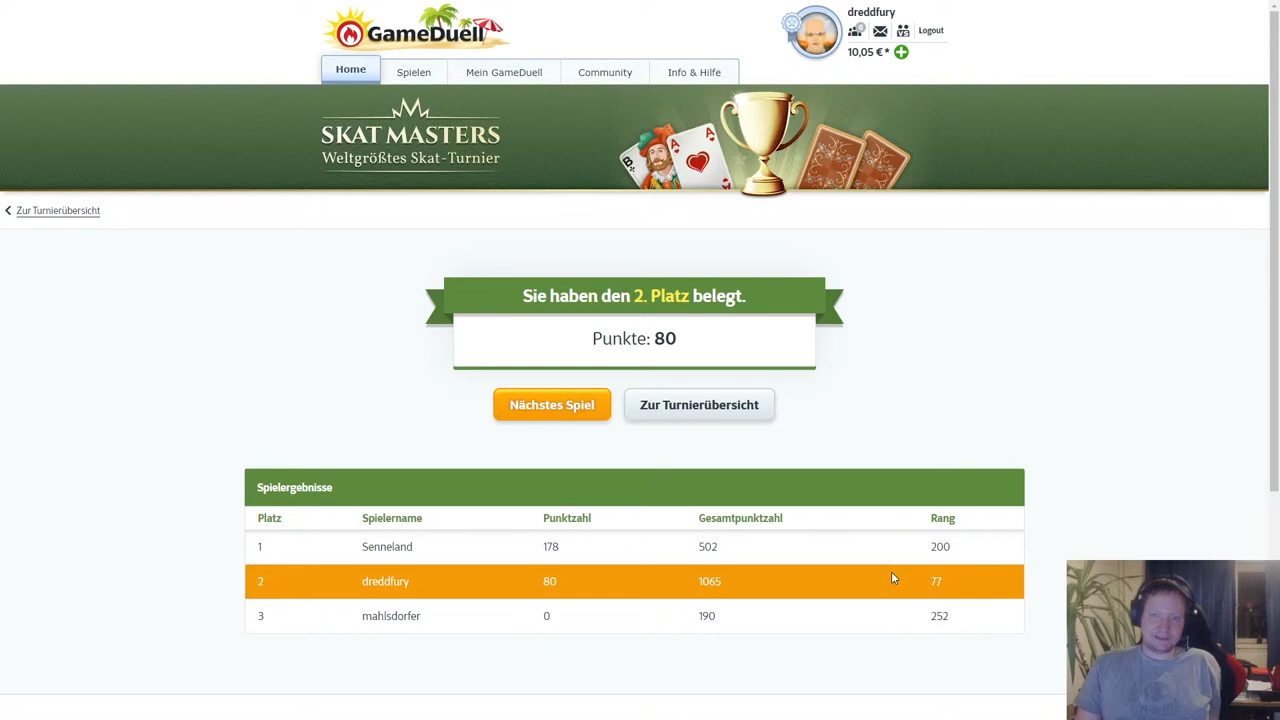 GameDuell
dreddfury
Logout
10,05 €*
Home
Spielen
Mein GameDuell
Community
Info & Hilfe
SKAT MASTERS
Weltgrößtes Skat-Turnier
B
A
A
Zur Turnierübersicht
Sie haben den 2. Platz belegt.
Punkte: 80
Nächstes Spiel
Zur Turnierübersicht
Spielergebnisse
Platz Spielername Punktzahl Gesamtpunktzahl Rang
1 Senneland 178 502 200
2 dreddfury 80 1065 77
3 mahlsdorfer 0 190 252